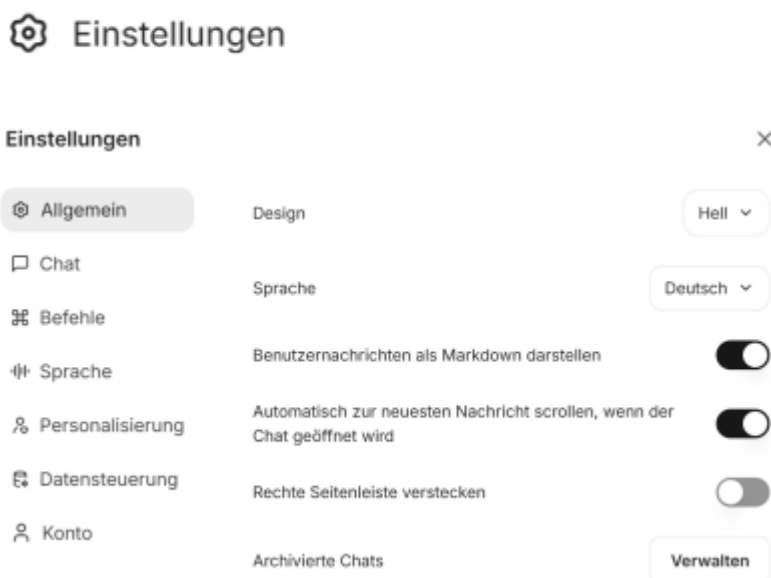 Einstellungen
Einstellungen
Allgemein
Chat
Befehle
Sprache
Personalisierung
Datensteuerung
Konto
Design
Hell
Sprache
Deutsch
Benutzernachrichten als Markdown darstellen
Automatisch zur neuesten Nachricht scrollen, wenn der
Chat geöffnet wird
Rechte Seitenleiste verstecken
Archivierte Chats
Verwalten